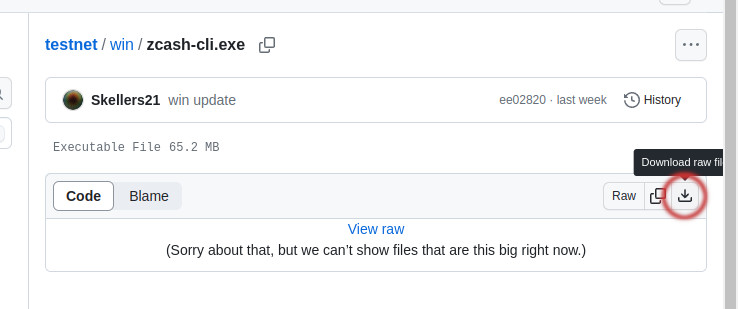 testnet / win / zcash-cli.exe
Skellers21 win update ee02820 · last week History
Executable File 65.2 MB
Download raw
Code Blame Raw
View raw
(Sorry about that, but we can’t show files that are this big right now.)